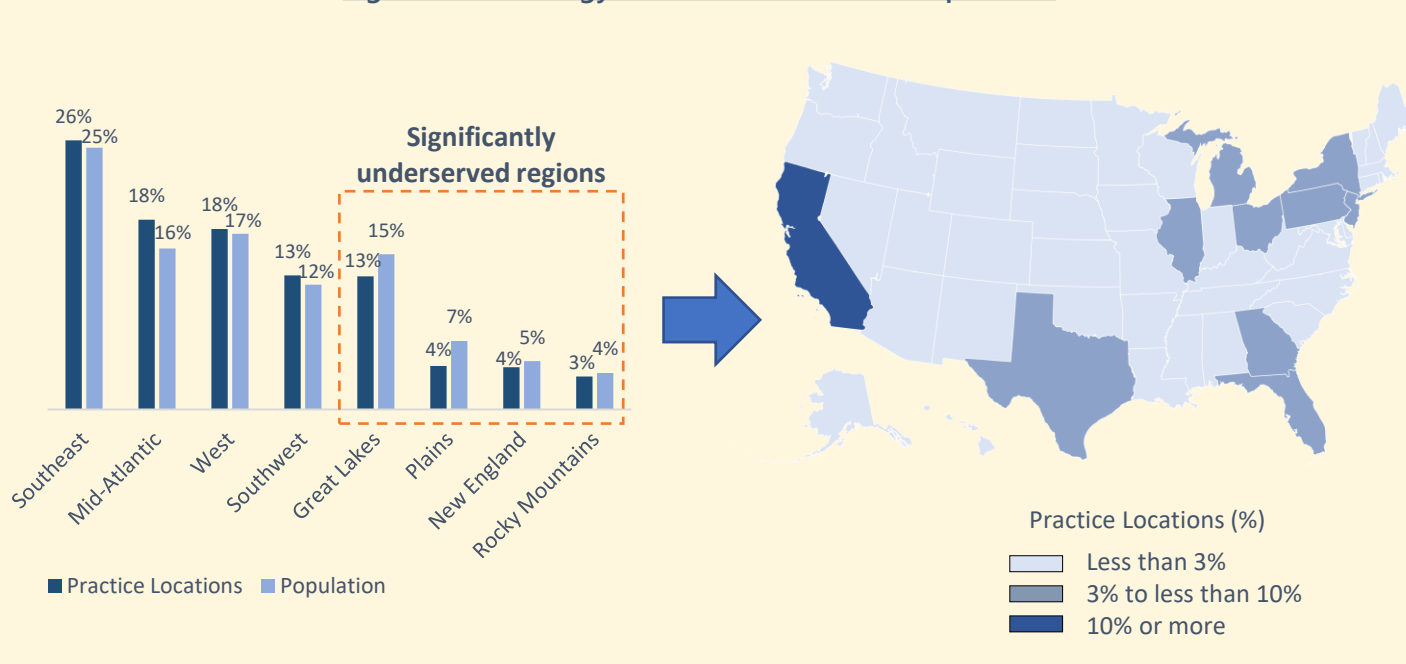 Significantly
underserved regions
26%
25%
18%
16%
18%
17%
13%
12%
13%
15%
4%
7%
4%
5%
3%
4%
Southeast
Mid-Atlantic
West
Southwest
Great Lakes
Plains
New England
Rocky Mountains
Practice Locations
Population
Practice Locations (%)
Less than 3%
3% to less than 10%
10% or more